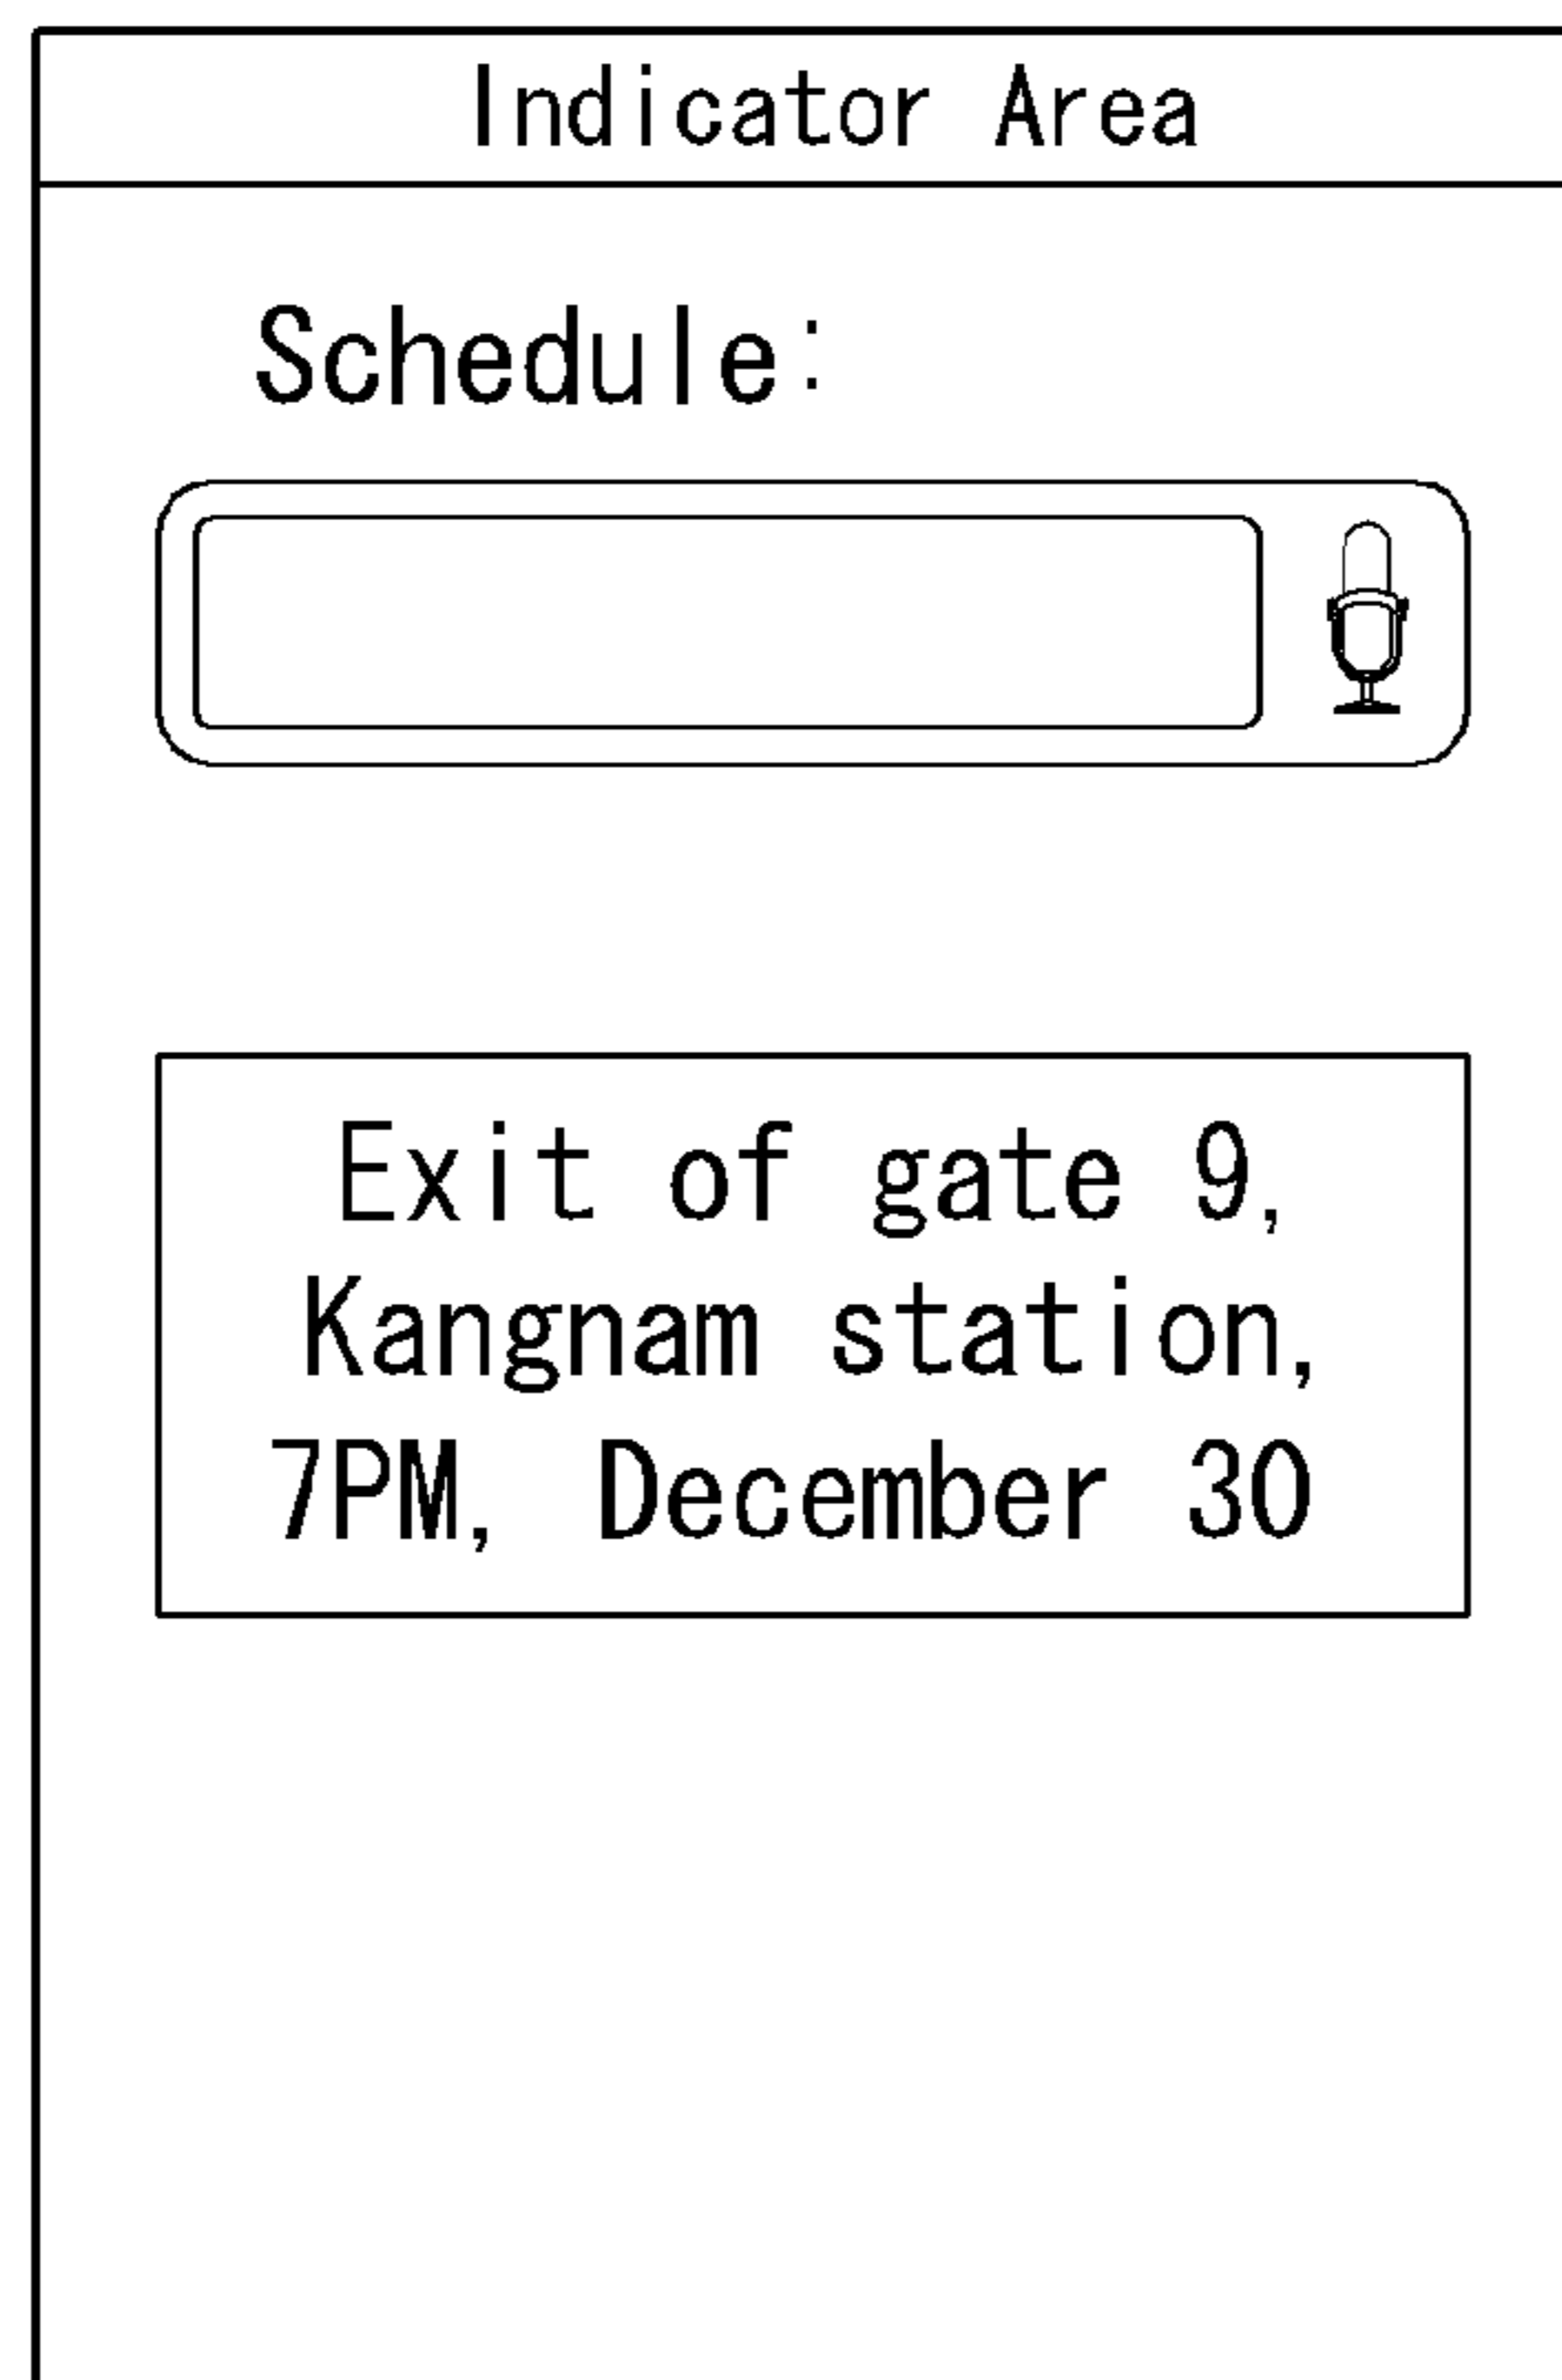 Indicator Area
Schedule:
Exit of gate 9,
Kangnam station,
7PM, December 30